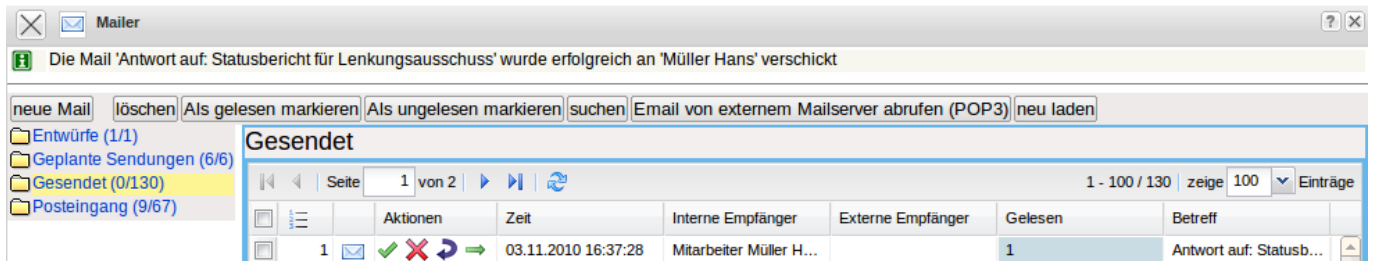 Mailer
Die Mail 'Antwort auf: Statusbericht für Lenkungsausschuss' wurde erfolgreich an 'Müller Hans' verschickt
neue Mail löschen Als gelesen markieren Als ungelesen markieren suchen Email von externem Mailserver abrufen (POP3) neu laden
Entwürfe (1/1)
Geplante Sendungen (6/6)
Gesendet (0/130)
Posteingang (9/67)
Gesendet
Seite 1 von 2 1 - 100 / 130 zeige 100 Einträge
Aktionen Zeit Interne Empfänger Externe Empfänger Gelesen Betreff
1 03.11.2010 16:37:28 Mitarbeiter Müller H... 1 Antwort auf: Statusb...